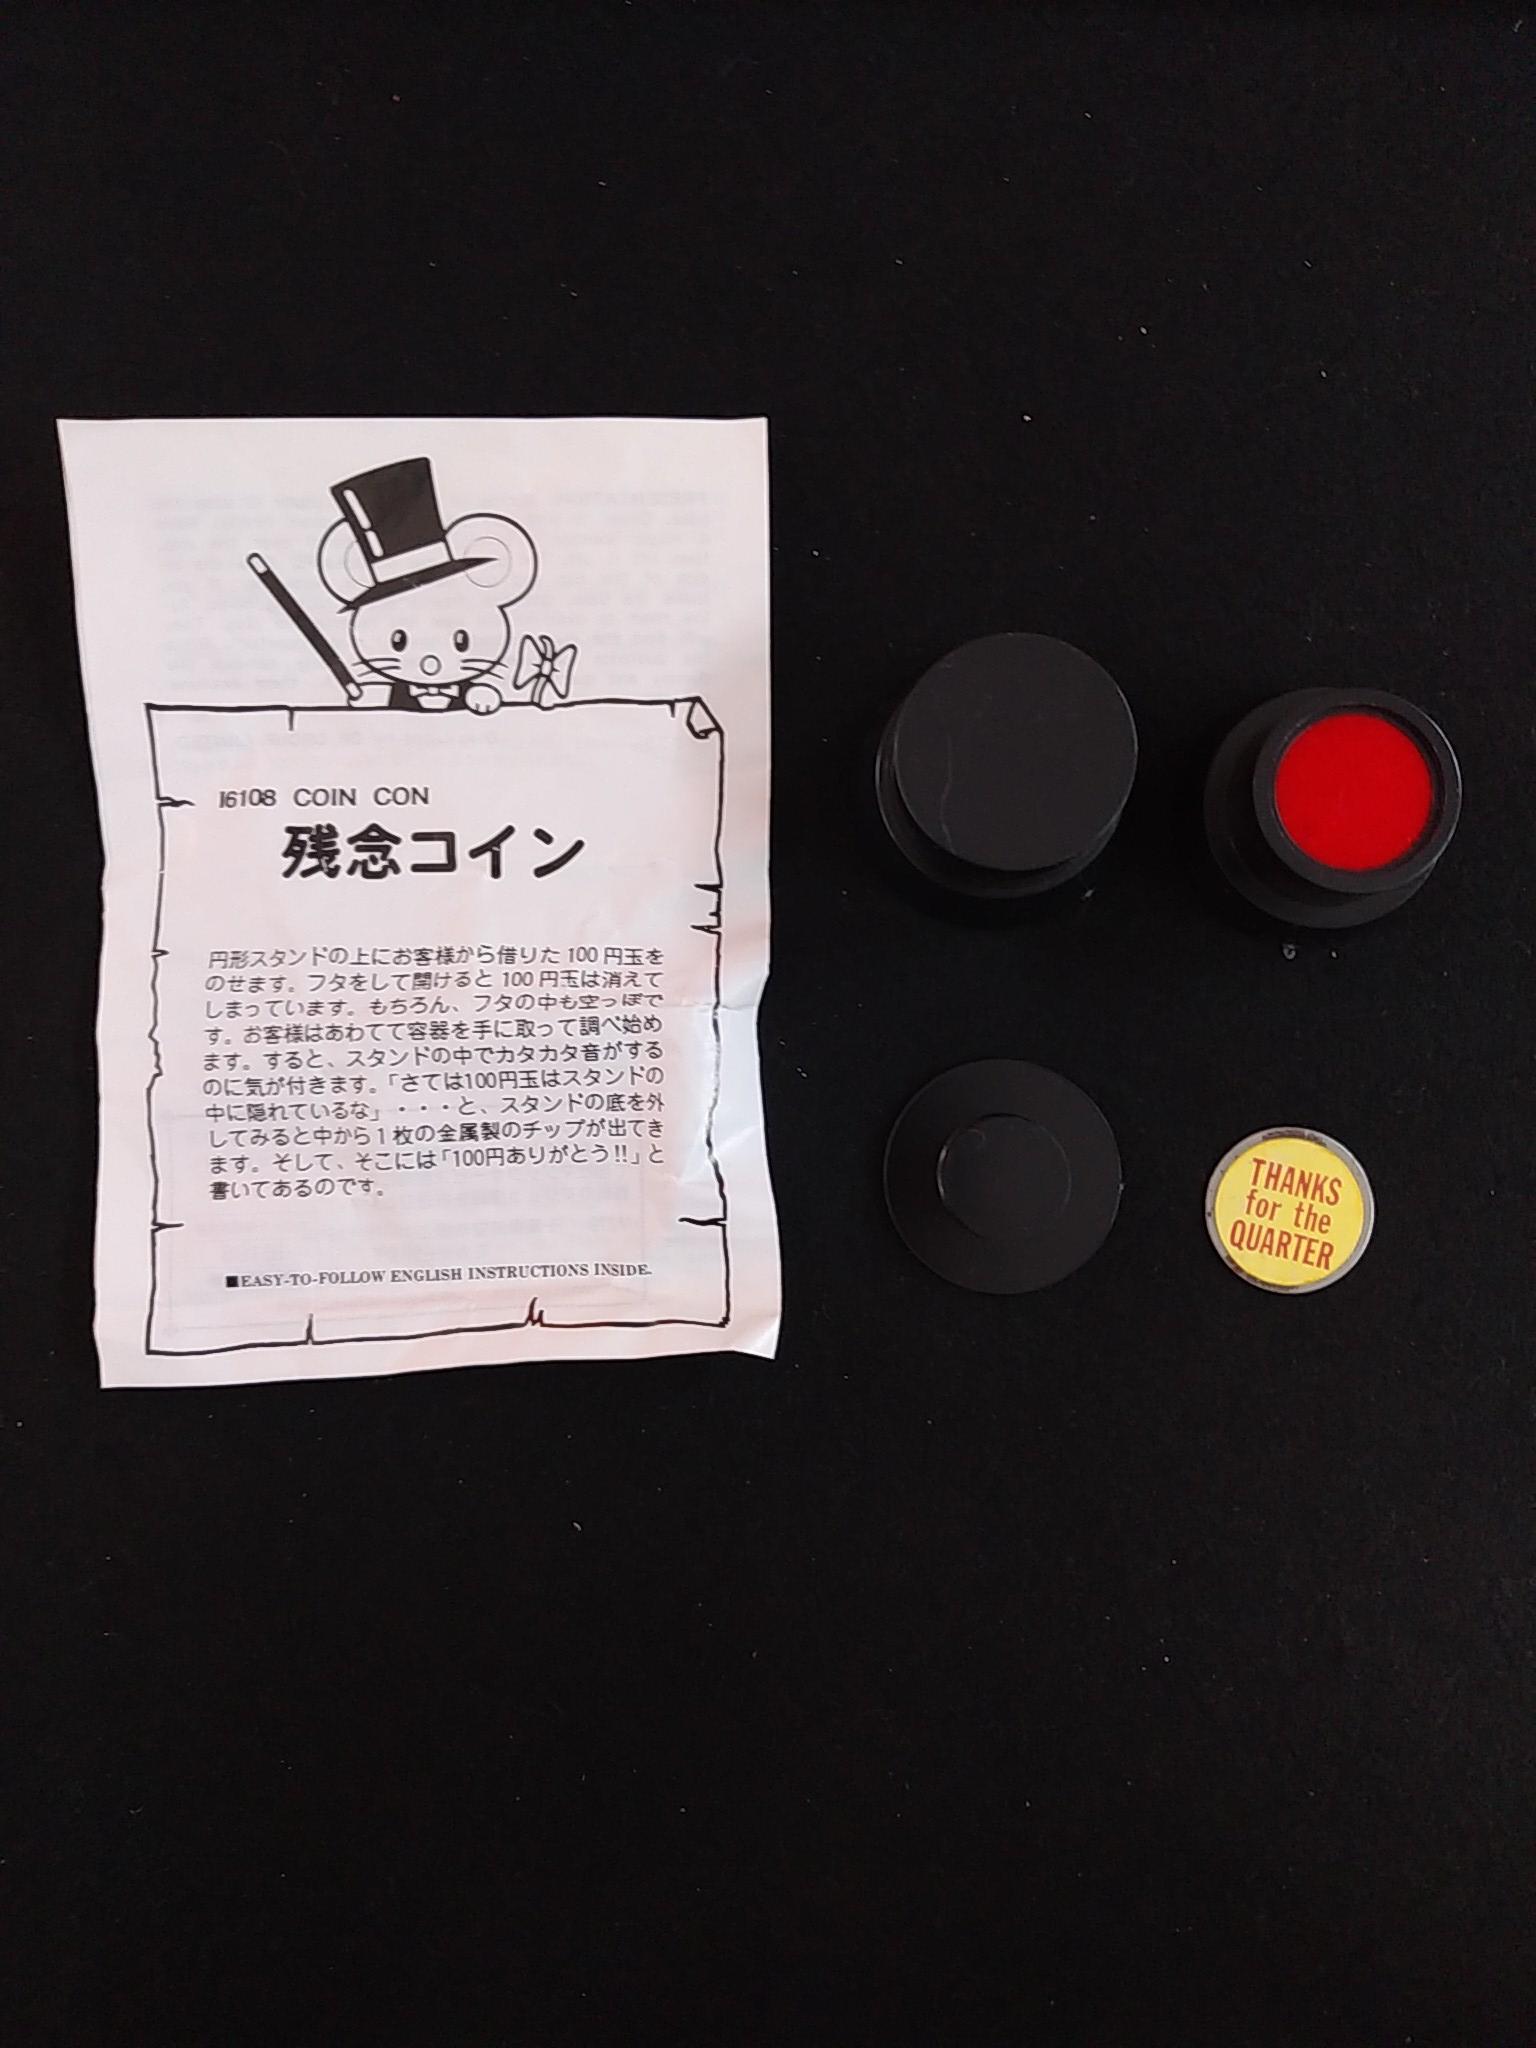 16108 COIN CON
残念コイン
円形スタンドの上にお客様から借りた100円玉を
のせます。フタをして開けると100円玉は消えて
しまっています。もちろん、フタの中も空っぽで
す。お客様はあわてて容器を手に取って調べ始め
ます。すると、スタンドの中でカタカタ音がする
のに気が付きます。「さては100円玉はスタンドの
中に隠れているな」・・・と、スタンドの底を外
してみると中から1枚の金属製のチップが出てき
ます。そして、そこには「100円ありがとう!!」と
書いてあるのです。
■EASY-TO-FOLLOW ENGLISH INSTRUCTIONS INSIDE.
THANKS
for the
QUARTER